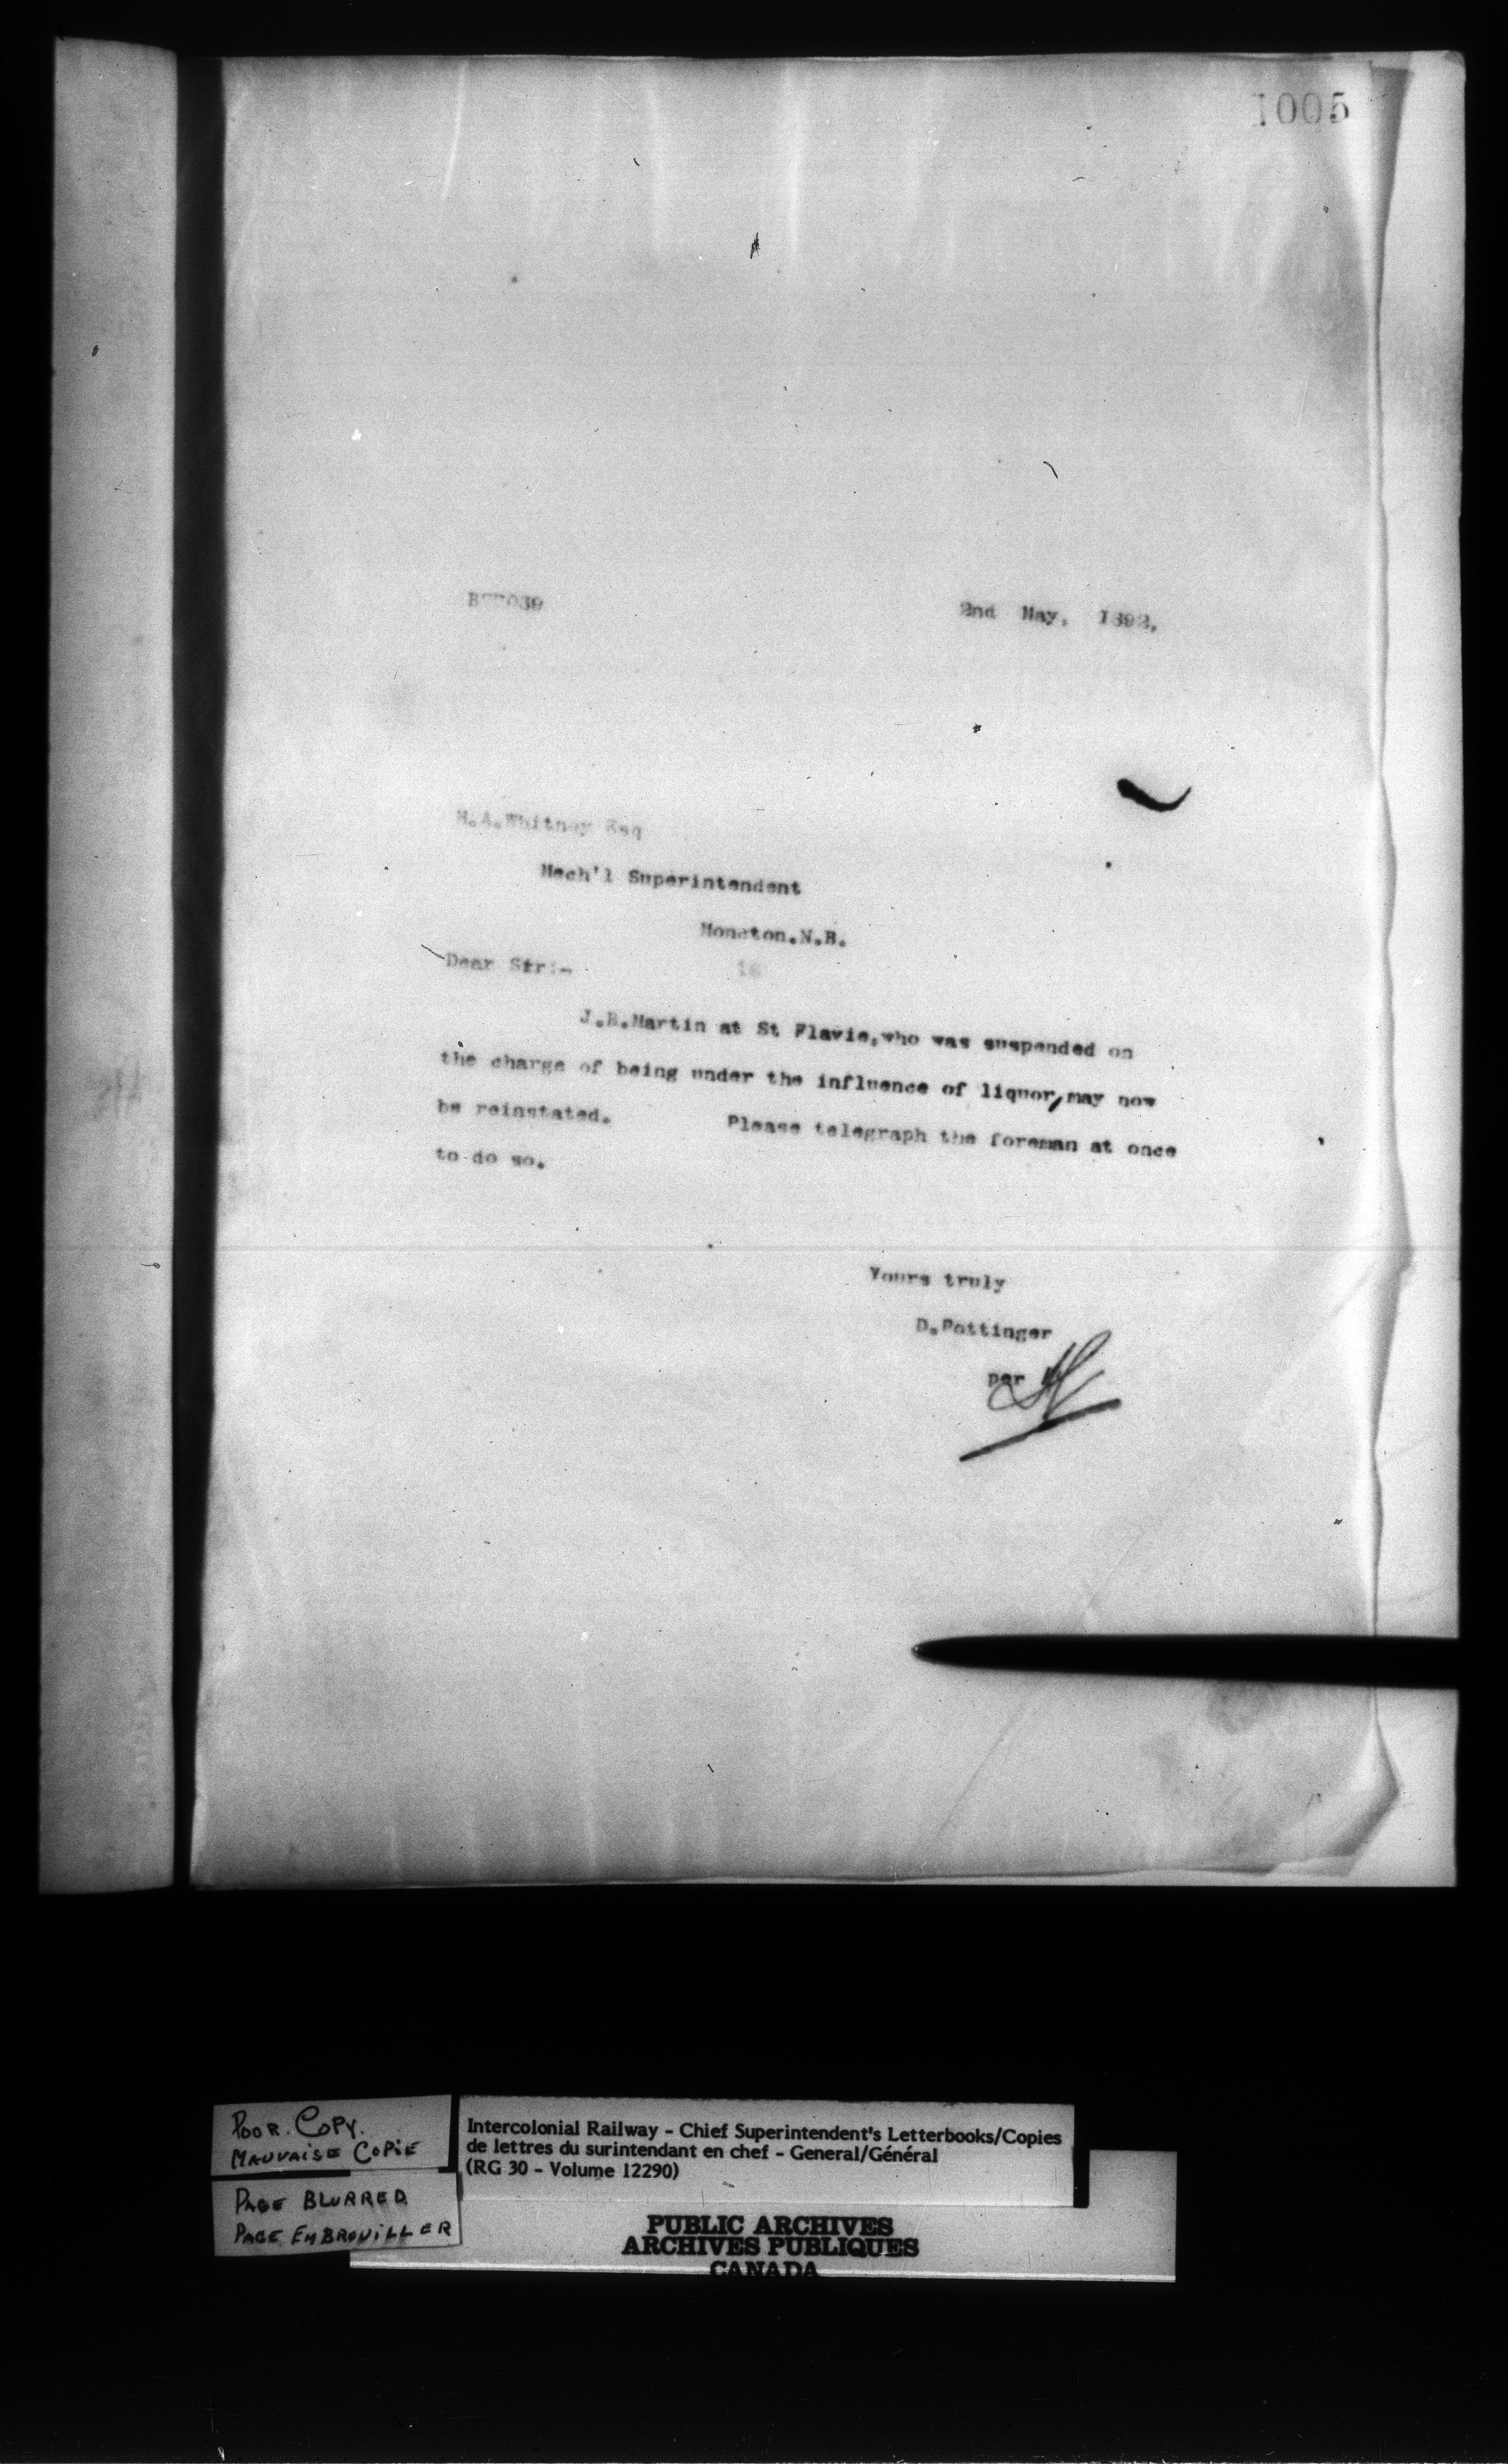 1005
2nd May. 1892.
H.A.Whitney Esq
Mech'l Superintendent
Moncton.N.B.
Dear Sir:-
J.B.Martin at St Flavie,who was suspended on
the charge of being under the influence of liquor,may now
be reinstated. Please telegraph the foreman at once
to do so.
Yours truly
D.Pottinger
per
POOR COPY.
MAUVAISE COPIE
PAGE BLURRED
PAGE EMBROUILLER
Intercolonial Railway - Chief Superintendent's Letterbooks/Copies
de lettres du surintendant en chef - General/Général
(RG 30 - Volume 12290)
PUBLIC ARCHIVES
ARCHIVES PUBLIQUES
CANADA